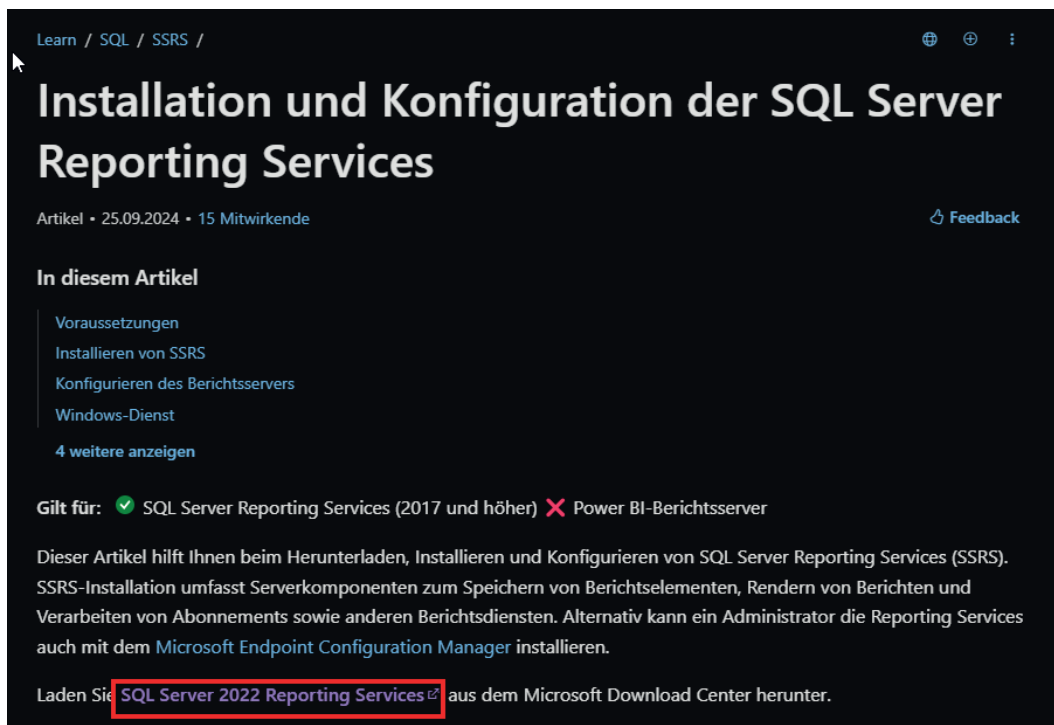 Learn / SQL / SSRS /
Installation und Konfiguration der SQL Server
Reporting Services
Artikel • 25.09.2024 • 15 Mitwirkende
Feedback
In diesem Artikel
Voraussetzungen
Installieren von SSRS
Konfigurieren des Berichtsservers
Windows-Dienst
4 weitere anzeigen
Gilt für: SQL Server Reporting Services (2017 und höher) Power BI-Berichtsserver
Dieser Artikel hilft Ihnen beim Herunterladen, Installieren und Konfigurieren von SQL Server Reporting Services (SSRS).
SSRS-Installation umfasst Serverkomponenten zum Speichern von Berichtselementen, Rendern von Berichten und
Verarbeiten von Abonnements sowie anderen Berichtsdiensten. Alternativ kann ein Administrator die Reporting Services
auch mit dem Microsoft Endpoint Configuration Manager installieren.
Laden Sie SQL Server 2022 Reporting Services aus dem Microsoft Download Center herunter.